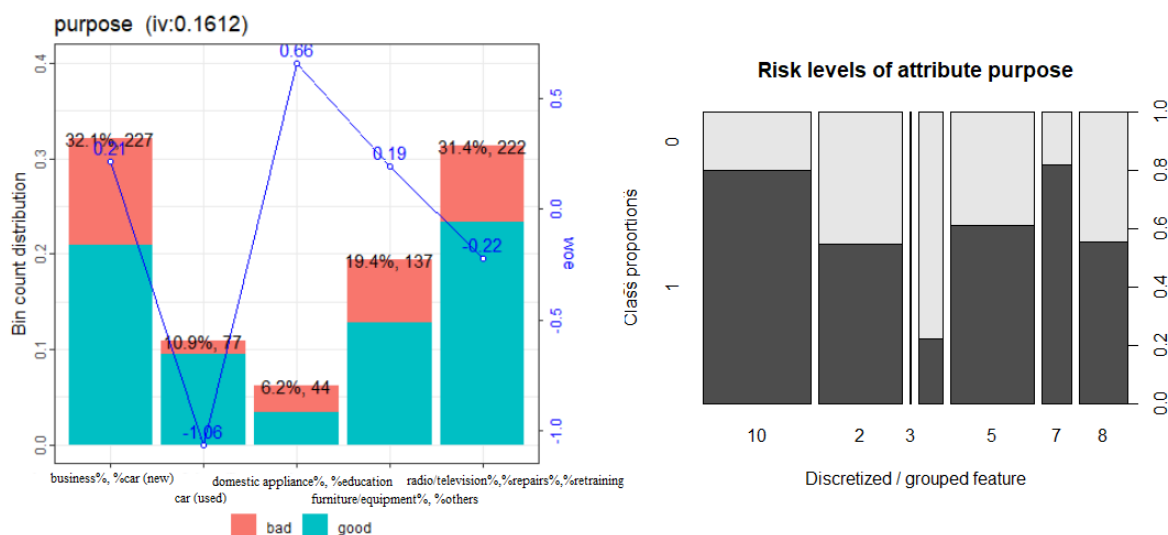 purpose (iv:0.1612)
0.4
0.3
0.2
0.1
0.0
Bin count distribution
32.1%, 227
0.21
10.9%, 77
-1.06
0.66
6.2%, 44
0.19
19.4%, 137
31.4%, 222
-0.22
0.5
0.0
-0.5
-1.0
woe
business%, %car (new)
car (used)
domestic appliance%, %education
furniture/equipment%, %others
radio/television%,%repairs%,%retraining
bad
good
Risk levels of attribute purpose
0
1
Class proportions
1.0
0.8
0.6
0.4
0.2
0.0
10 2 3 5 7 8
Discretized / grouped feature